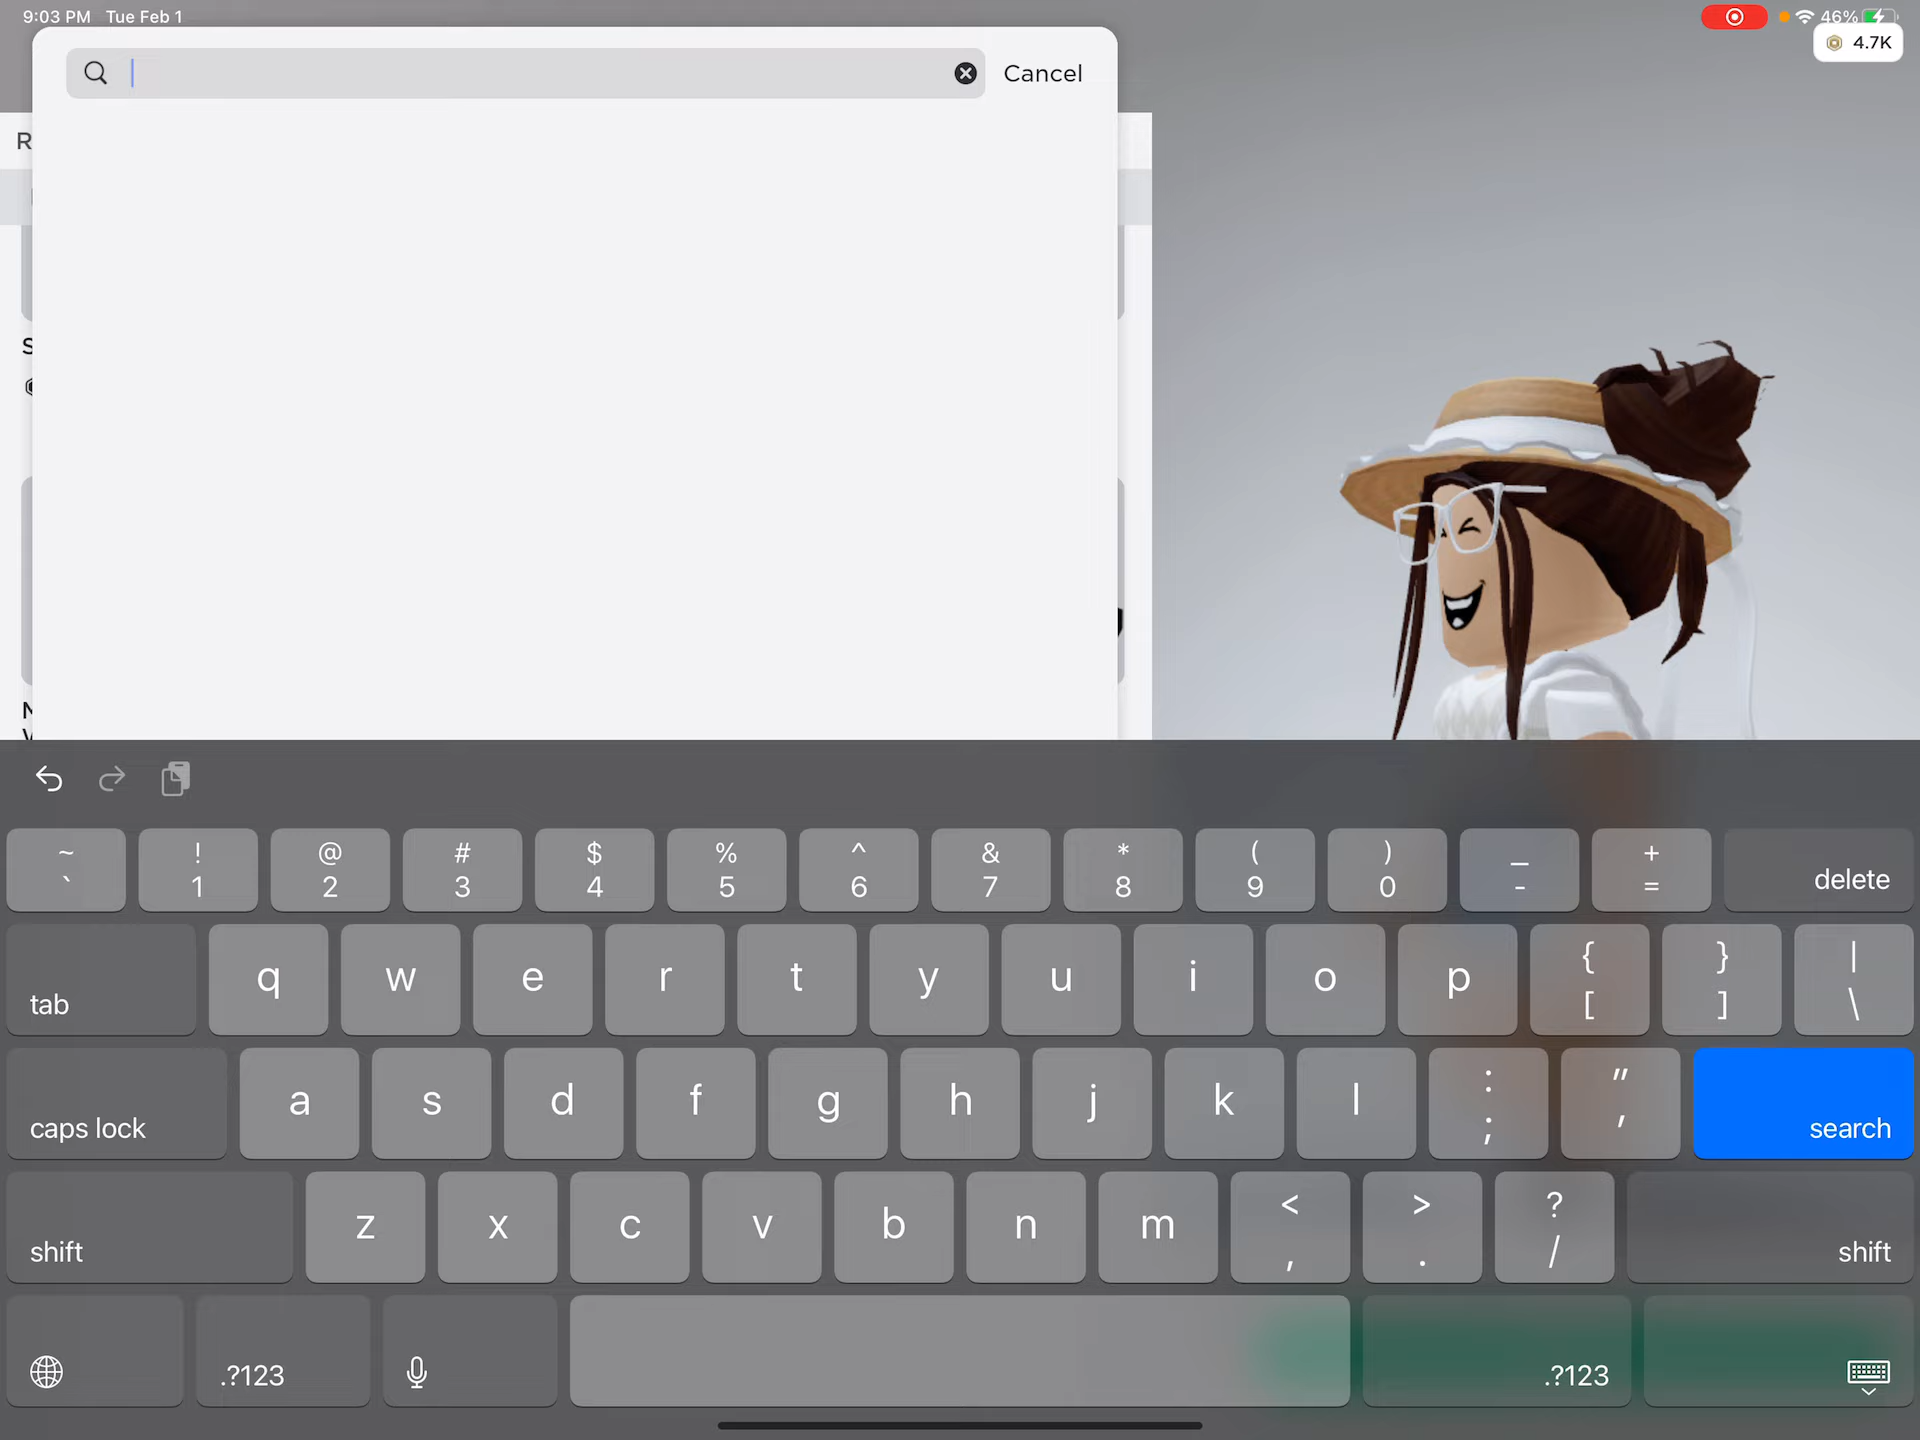 9:03 PM Tue Feb 1
46%
4.7K
Cancel
R
S
N
~ ! @ # $ % ^ & * ( ) _ +
` 1 2 3 4 5 6 7 8 9 0 - = delete
tab q w e r t y u i o p { [ } ] | \
caps lock a s d f g h j k l : ; " ' search
shift z x c v b n m < , > . ? / shift
.?123 .?123